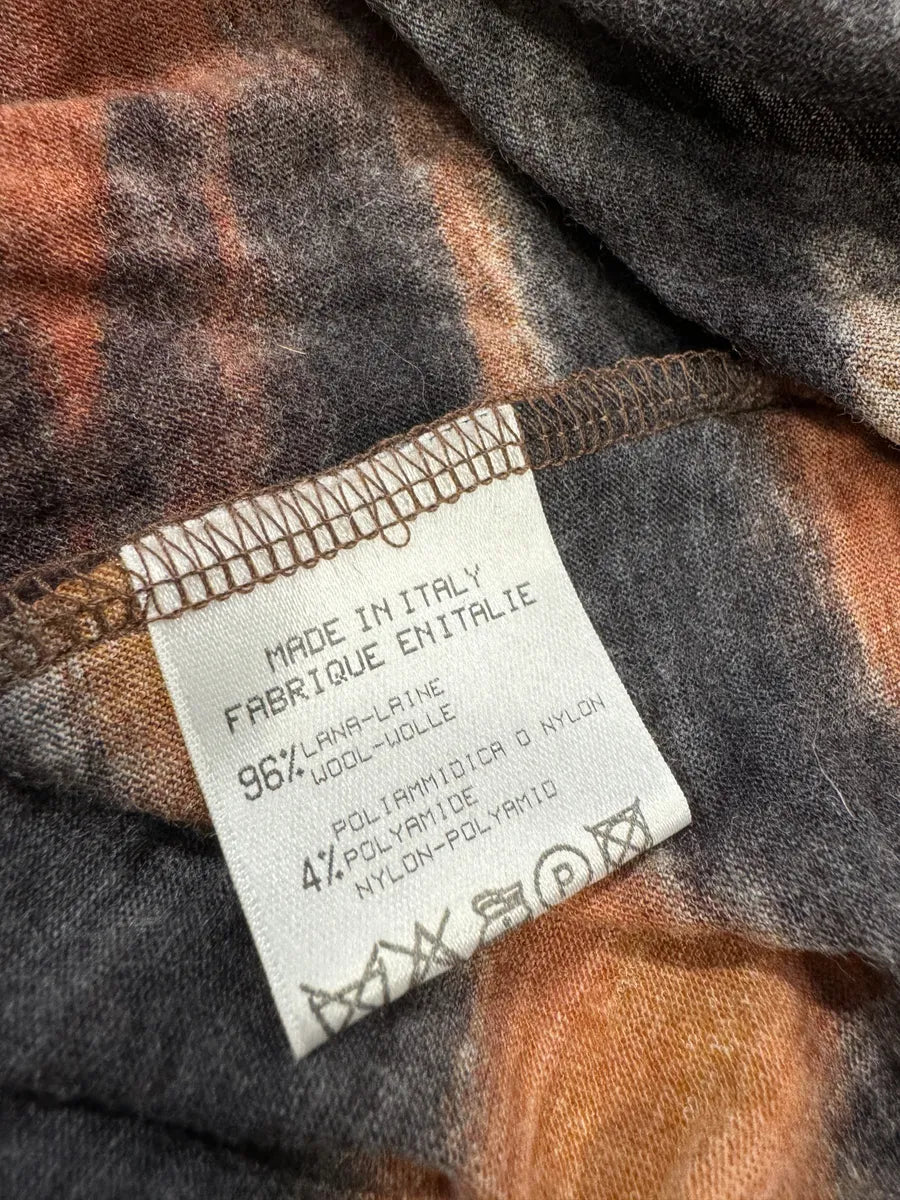 MADE IN ITALY
FABRIQUE EN ITALIE
96% LANA-LAINE
WOOL-WOLLE
POLIAMMIDICA O NYLON
4% POLYAMIDE
NYLON-POLYAMID
P